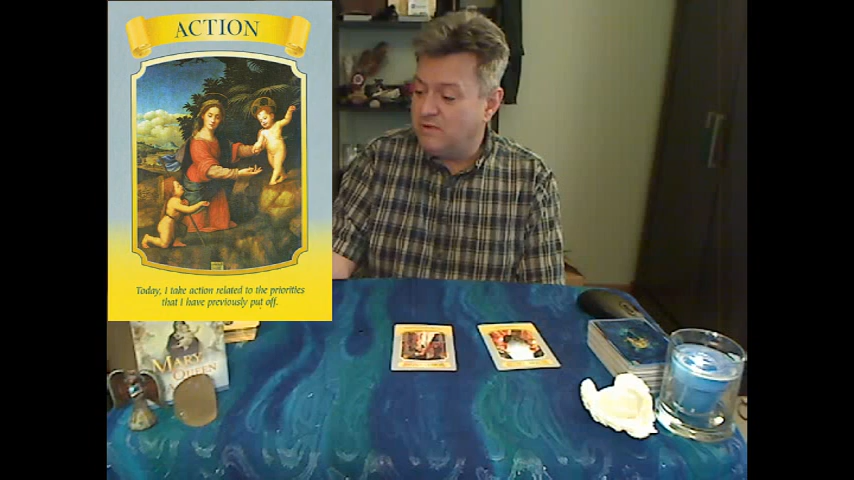 ACTION
Today, I take action related to the priorities
that I have previously put off.
MARY
QUEEN